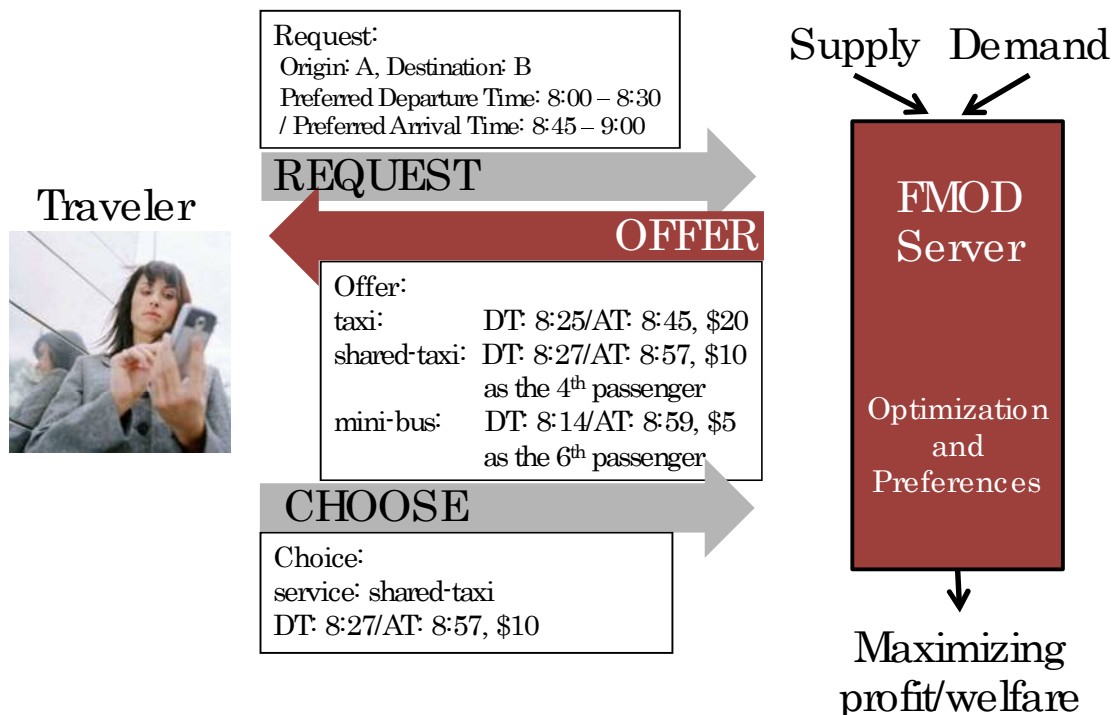 Request:
Origin: A, Destination: B
Preferred Departure Time: 8:00 – 8:30
/ Preferred Arrival Time: 8:45 – 9:00
REQUEST
Traveler
OFFER
Offer:
taxi: DT: 8:25/AT: 8:45, $20
shared-taxi: DT: 8:27/AT: 8:57, $10
as the 4th passenger
mini-bus: DT: 8:14/AT: 8:59, $5
as the 6th passenger
CHOOSE
Choice:
service: shared-taxi
DT: 8:27/AT: 8:57, $10
Supply Demand
FMOD
Server
Optimization
and
Preferences
Maximizing
profit/welfare